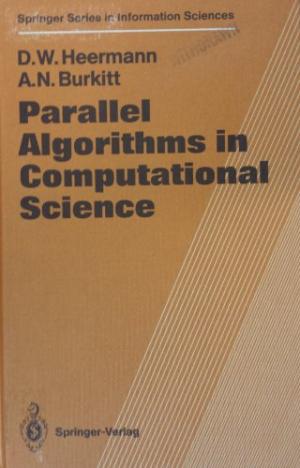 Springer Series in Information Sciences
D.W. Heermann
A.N. Burkitt
Parallel
Algorithms in
Computational
Science
Springer-Verlag